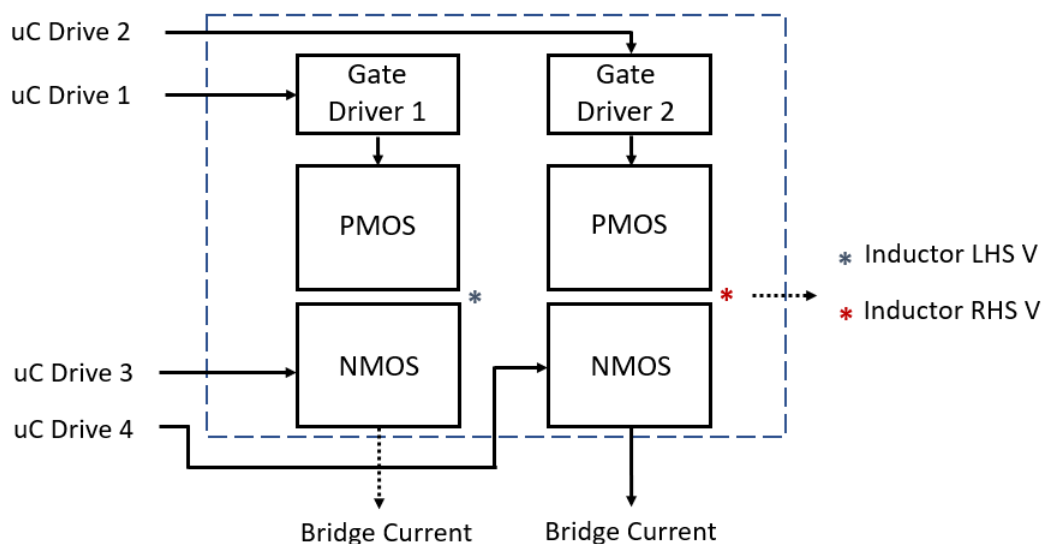 uC Drive 2
uC Drive 1
Gate
Driver 1
Gate
Driver 2
PMOS
PMOS
* Inductor LHS V
* Inductor RHS V
*
*
uC Drive 3
NMOS
NMOS
uC Drive 4
Bridge Current
Bridge Current